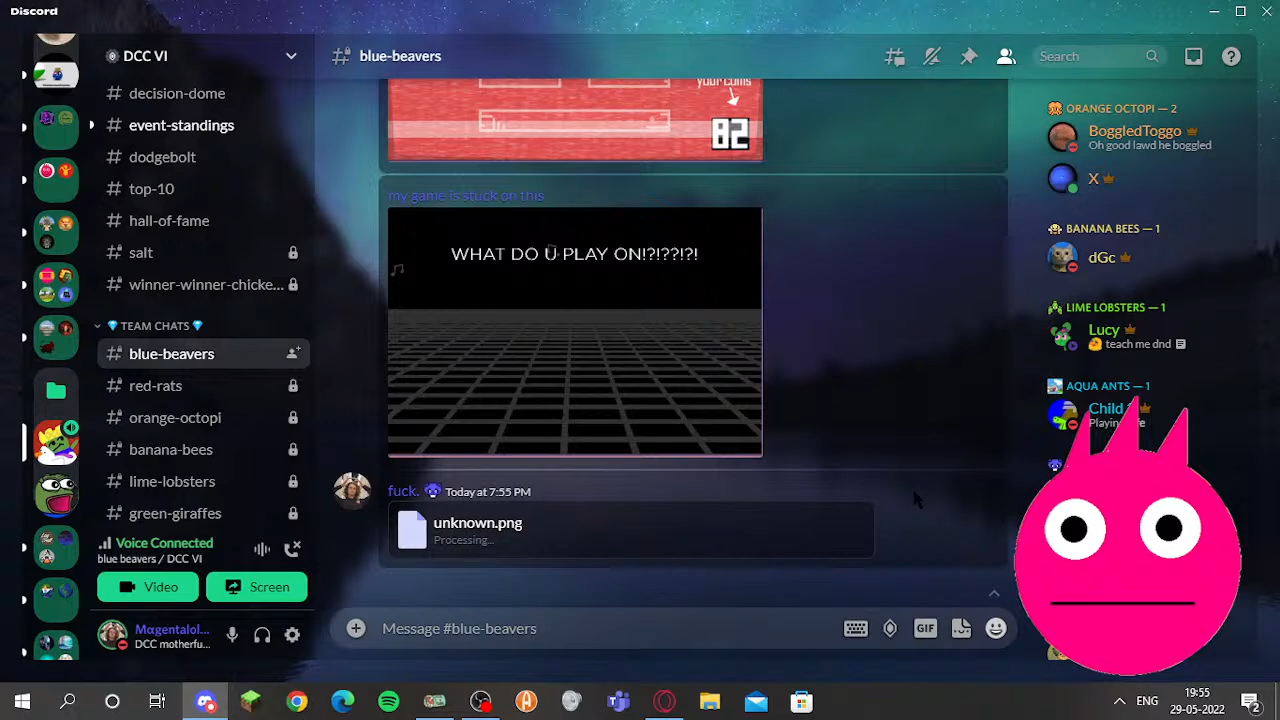 Discord
DCC VI
decision-dome
event-standings
dodgebolt
top-10
hall-of-fame
salt
winner-winner-chicke...
TEAM CHATS
blue-beavers
red-rats
orange-octopi
banana-bees
lime-lobsters
green-giraffes
Voice Connected
blue beavers / DCC VI
Video
Screen
Mαgentalol...
DCC motherfu...
blue-beavers
Search
your coins
82
my game is stuck on this
WHAT DO U PLAY ON!?!??!?!
fuck.
Today at 7:55 PM
unknown.png
Processing...
Message #blue-beavers
GIF
ORANGE OCTOPI — 2
BoggledToggo
Oh good lawd he boggled
X
BANANA BEES — 1
dGc
LIME LOBSTERS — 1
Lucy
teach me dnd
AQUA ANTS — 1
Child
ENG
19:55
29-05-2022
2